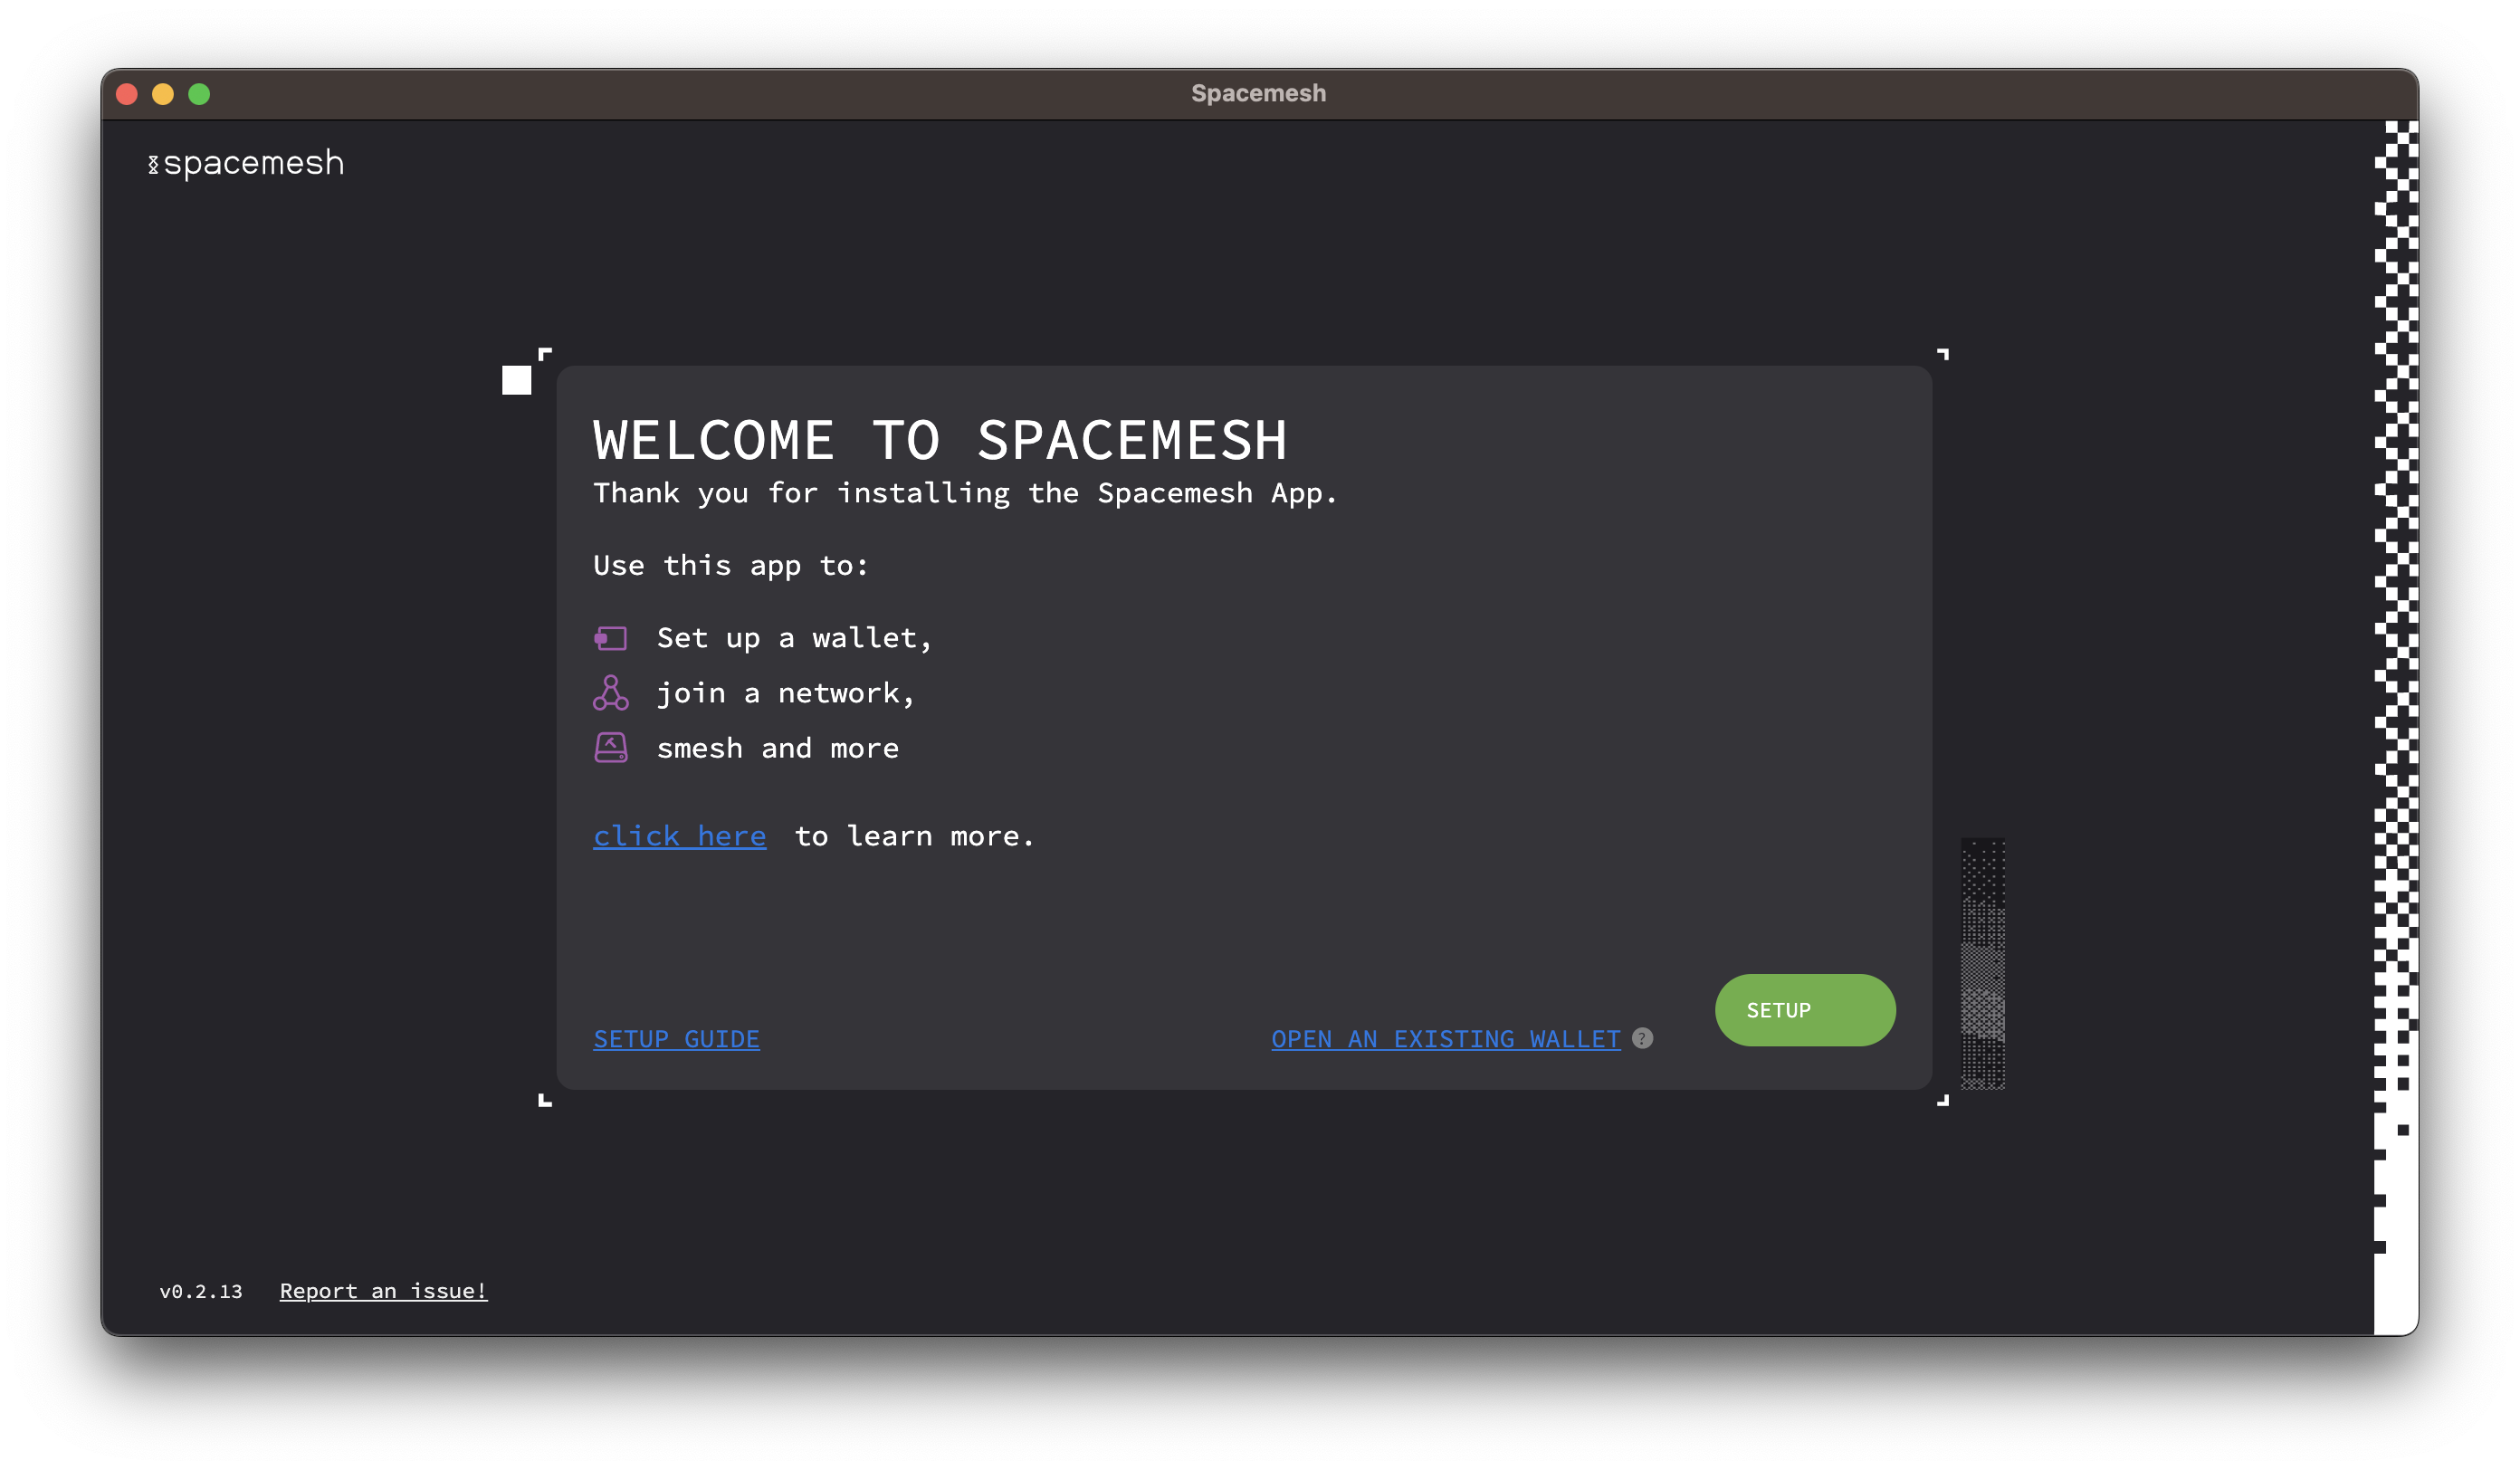 Spacemesh
spacemesh
WELCOME TO SPACEMESH
Thank you for installing the Spacemesh App.
Use this app to:
Set up a wallet,
join a network,
smesh and more
click here to learn more.
SETUP GUIDE
OPEN AN EXISTING WALLET ?
SETUP
v0.2.13 Report an issue!